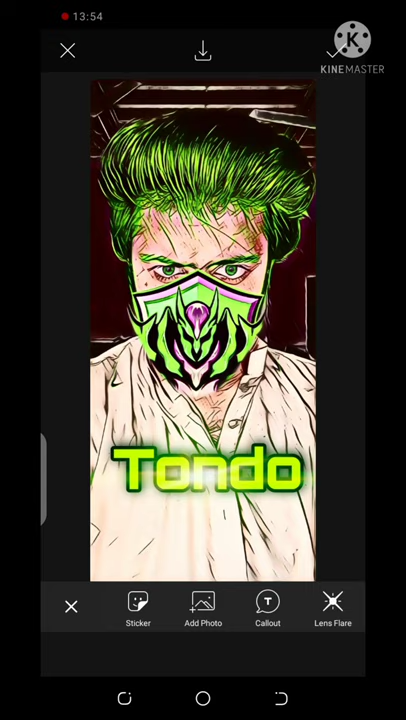 13:54
K
KINEMASTER
Tondo
T
Sticker
Add Photo
Callout
Lens Flare